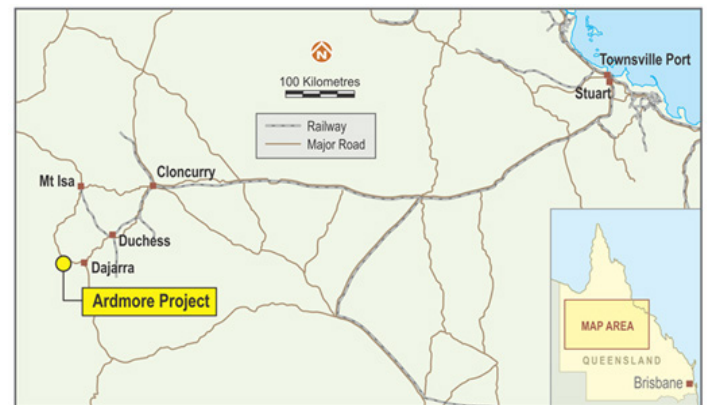 N
Townsville Port
100 Kilometres
Stuart
Railway
Major Road
Cloncurry
Mt Isa
Duchess
Dajarra
Ardmore Project
MAP AREA
QUEENSLAND
Brisbane